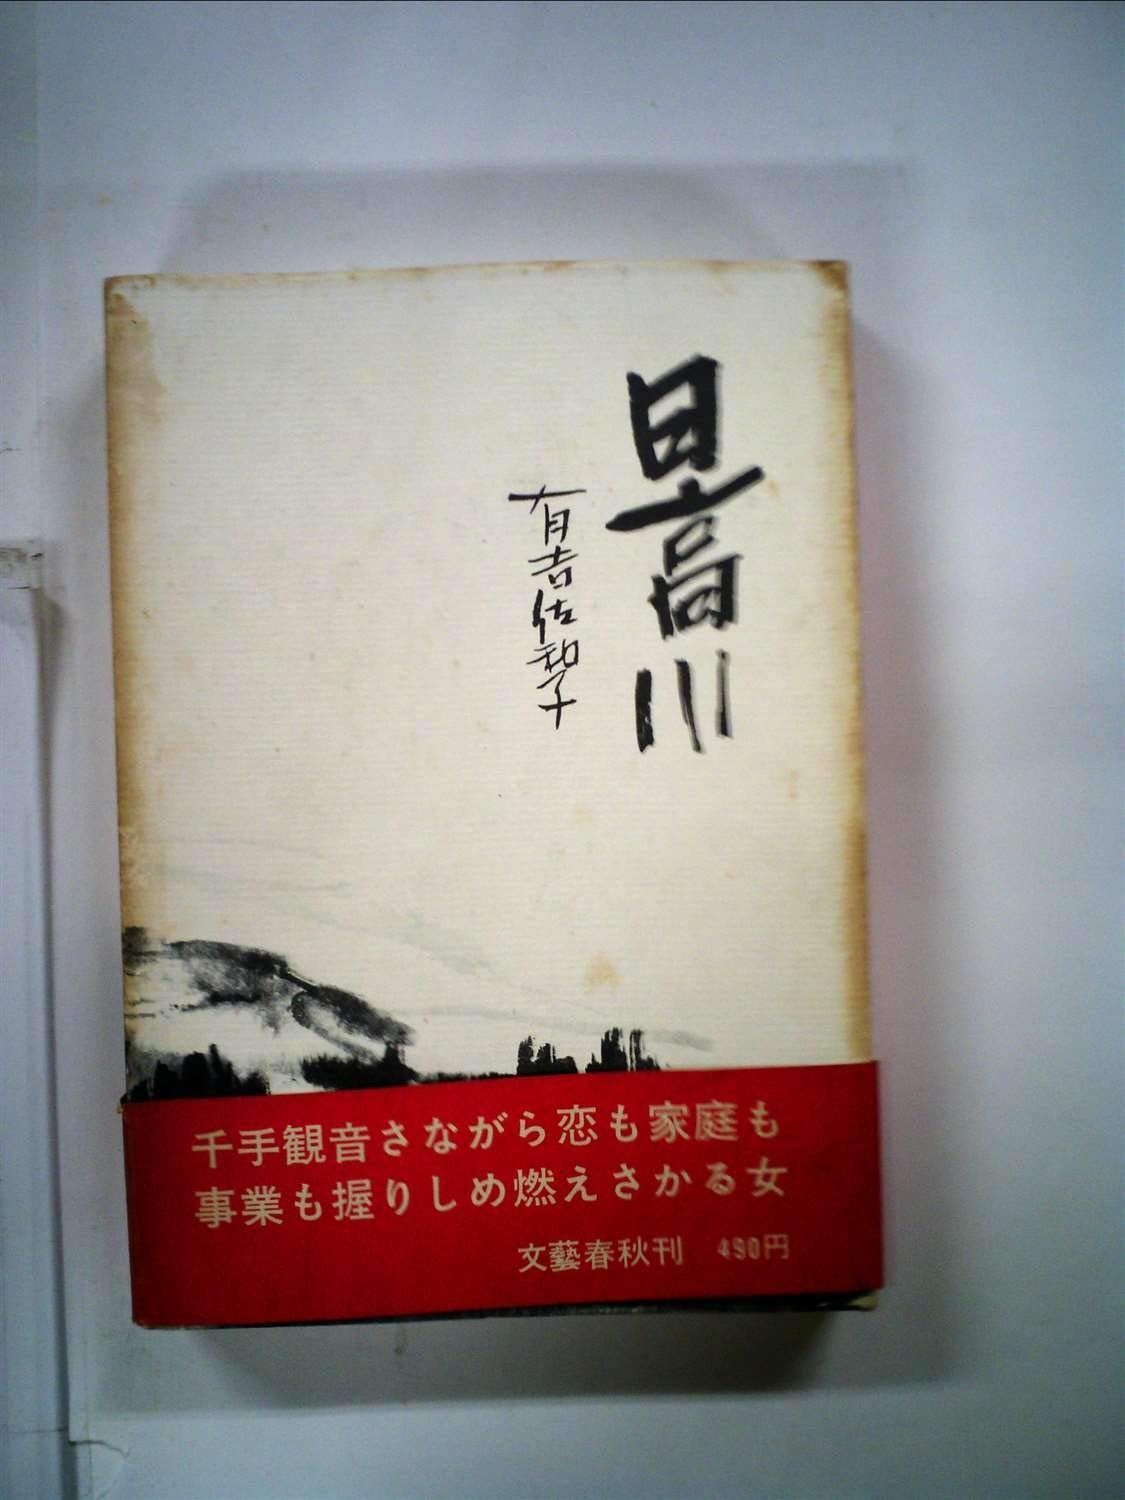 日高川
有吉佐和子
千手観音さながら恋も家庭も
事業も握りしめ燃えさかる女
文藝春秋刊 490円